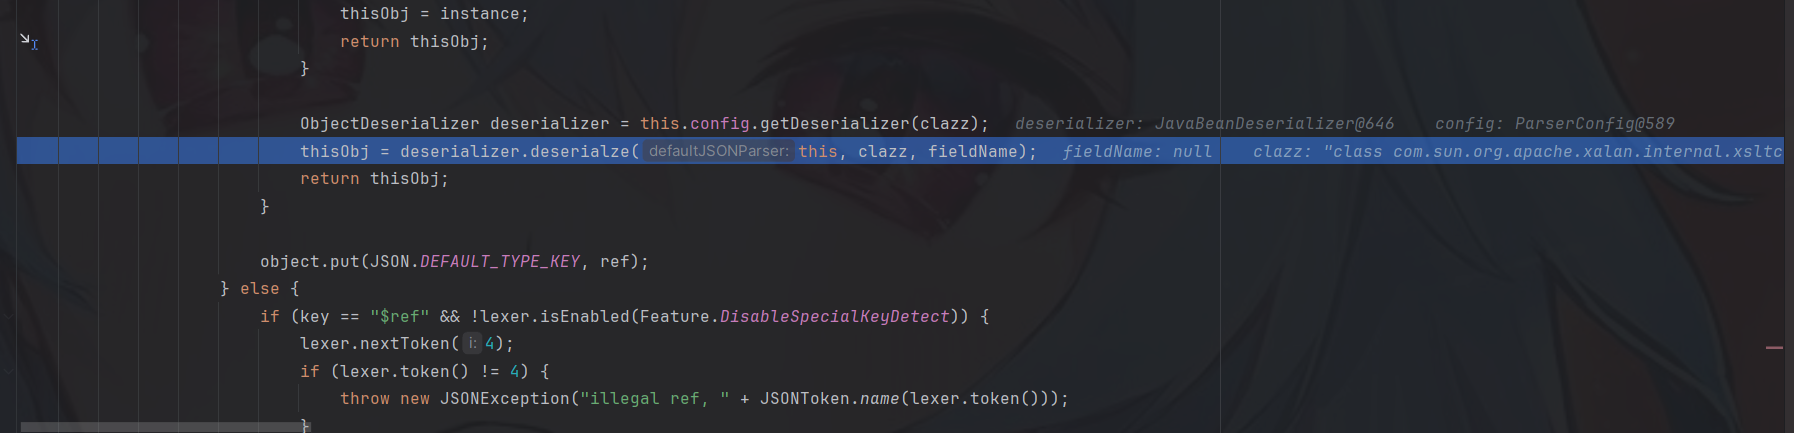 thisObj = instance;
return thisObj;
}
ObjectDeserializer deserializer = this.config.getDeserializer(clazz); deserializer: JavaBeanDeserializer@646 config: ParserConfig@589
thisObj = deserializer.deserialze( defaultJSONParser: this, clazz, fieldName); fieldName: null clazz: "class com.sun.org.apache.xalan.internal.xsltc
return thisObj;
}
object.put(JSON.DEFAULT_TYPE_KEY, ref);
} else {
if (key == "$ref" && !lexer.isEnabled(Feature.DisableSpecialKeyDetect)) {
lexer.nextToken( i: 4);
if (lexer.token() != 4) {
throw new JSONException("illegal ref, " + JSONToken.name(lexer.token()));
}